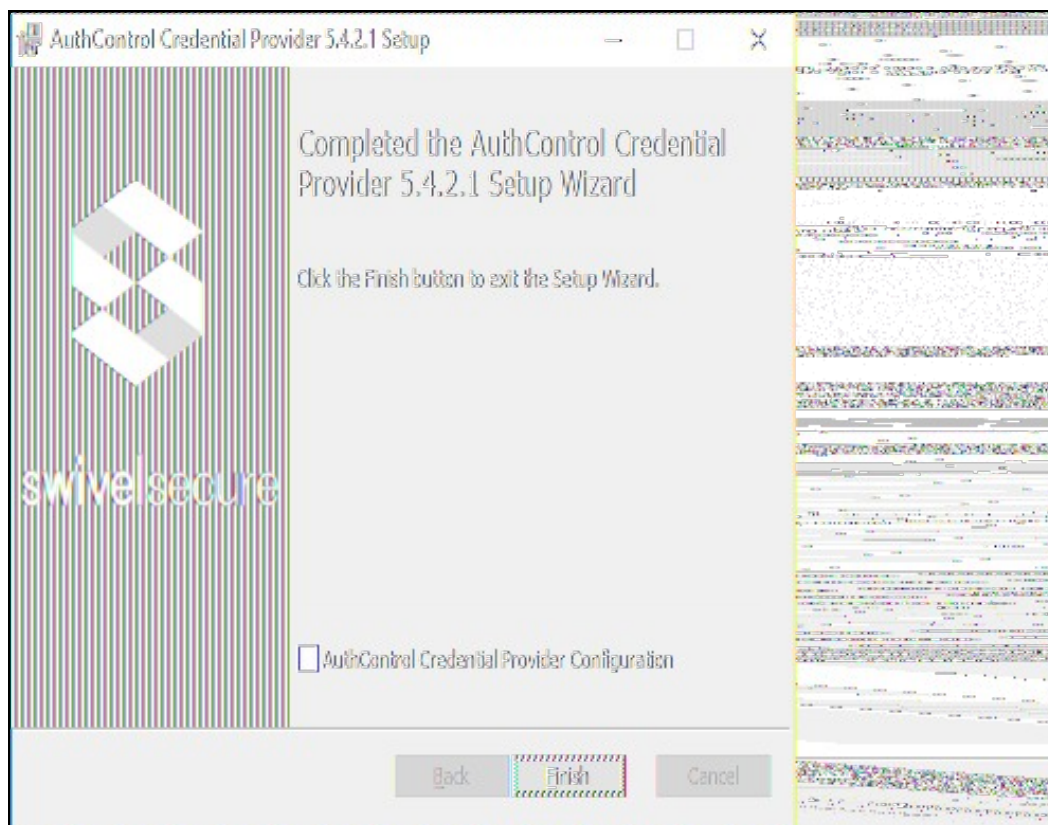 AuthControl Credential Provider 5.4.2.1 Setup
Completed the AuthControl Credential
Provider 5.4.2.1 Setup Wizard
Click the Finish button to exit the Setup Wizard.
swivelsecure
AuthControl Credential Provider Configuration
Back
Finish
Cancel